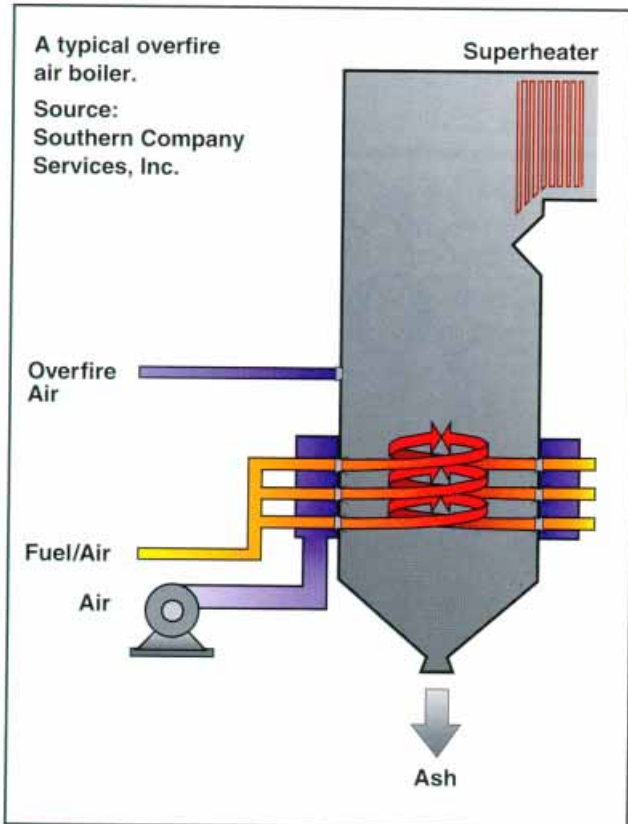 A typical overfire
air boiler.
Source:
Southern Company
Services, Inc.
Superheater
Overfire
Air
Fuel/Air
Air
Ash